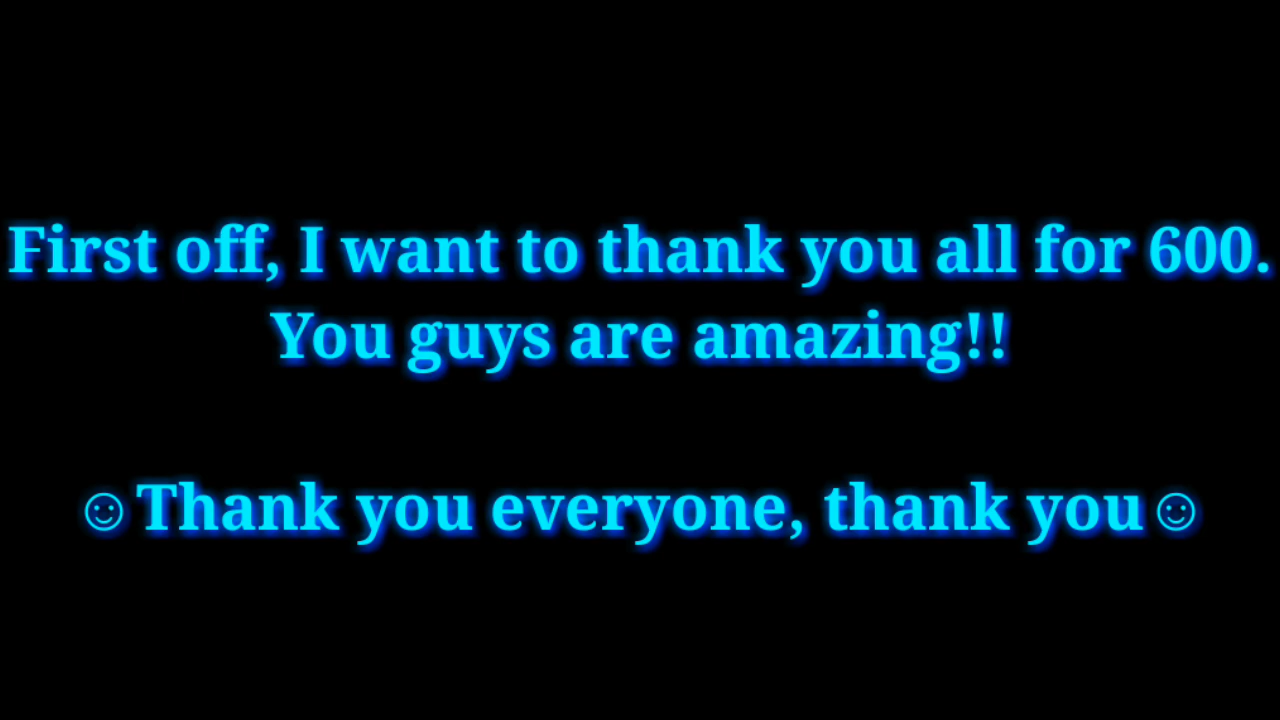 First off, I want to thank you all for 600.
You guys are amazing!!
☺Thank you everyone, thank you☺